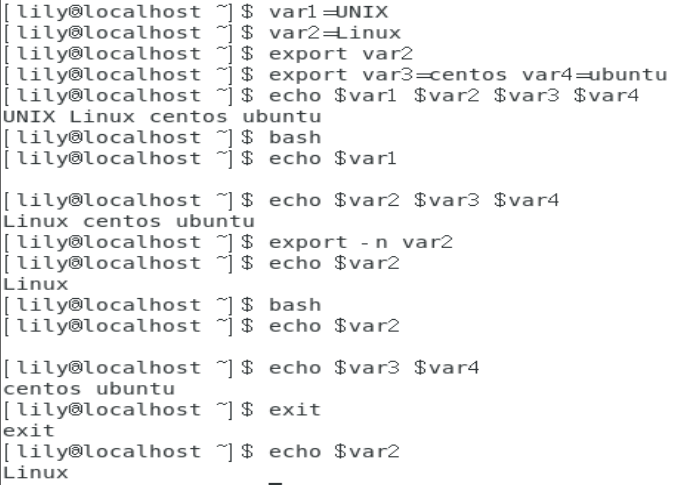 [lily@localhost ~]$ var1=UNIX
[lily@localhost ~]$ var2=Linux
[lily@localhost ~]$ export var2
[lily@localhost ~]$ export var3=centos var4=ubuntu
[lily@localhost ~]$ echo $var1 $var2 $var3 $var4
UNIX Linux centos ubuntu
[lily@localhost ~]$ bash
[lily@localhost ~]$ echo $var1

[lily@localhost ~]$ echo $var2 $var3 $var4
Linux centos ubuntu
[lily@localhost ~]$ export -n var2
[lily@localhost ~]$ echo $var2
Linux
[lily@localhost ~]$ bash
[lily@localhost ~]$ echo $var2

[lily@localhost ~]$ echo $var3 $var4
centos ubuntu
[lily@localhost ~]$ exit
exit
[lily@localhost ~]$ echo $var2
Linux